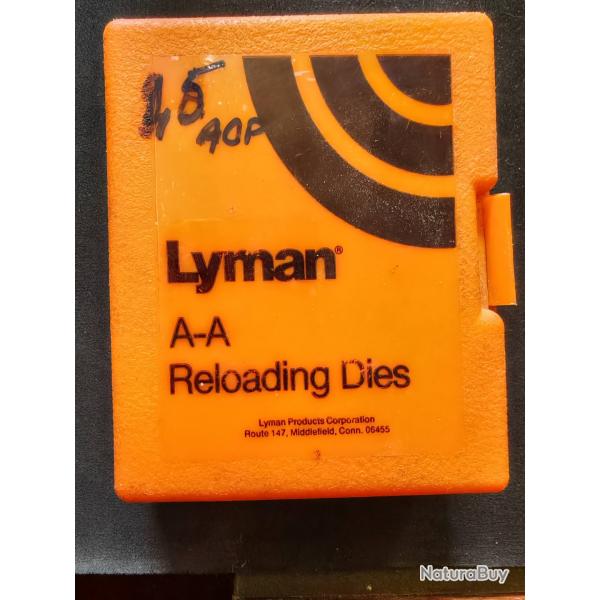 45
ACP
Lyman®
A-A
Reloading Dies
Lyman Products Corporation
Route 147, Middlefield, Conn. 06455
NaturaBuy